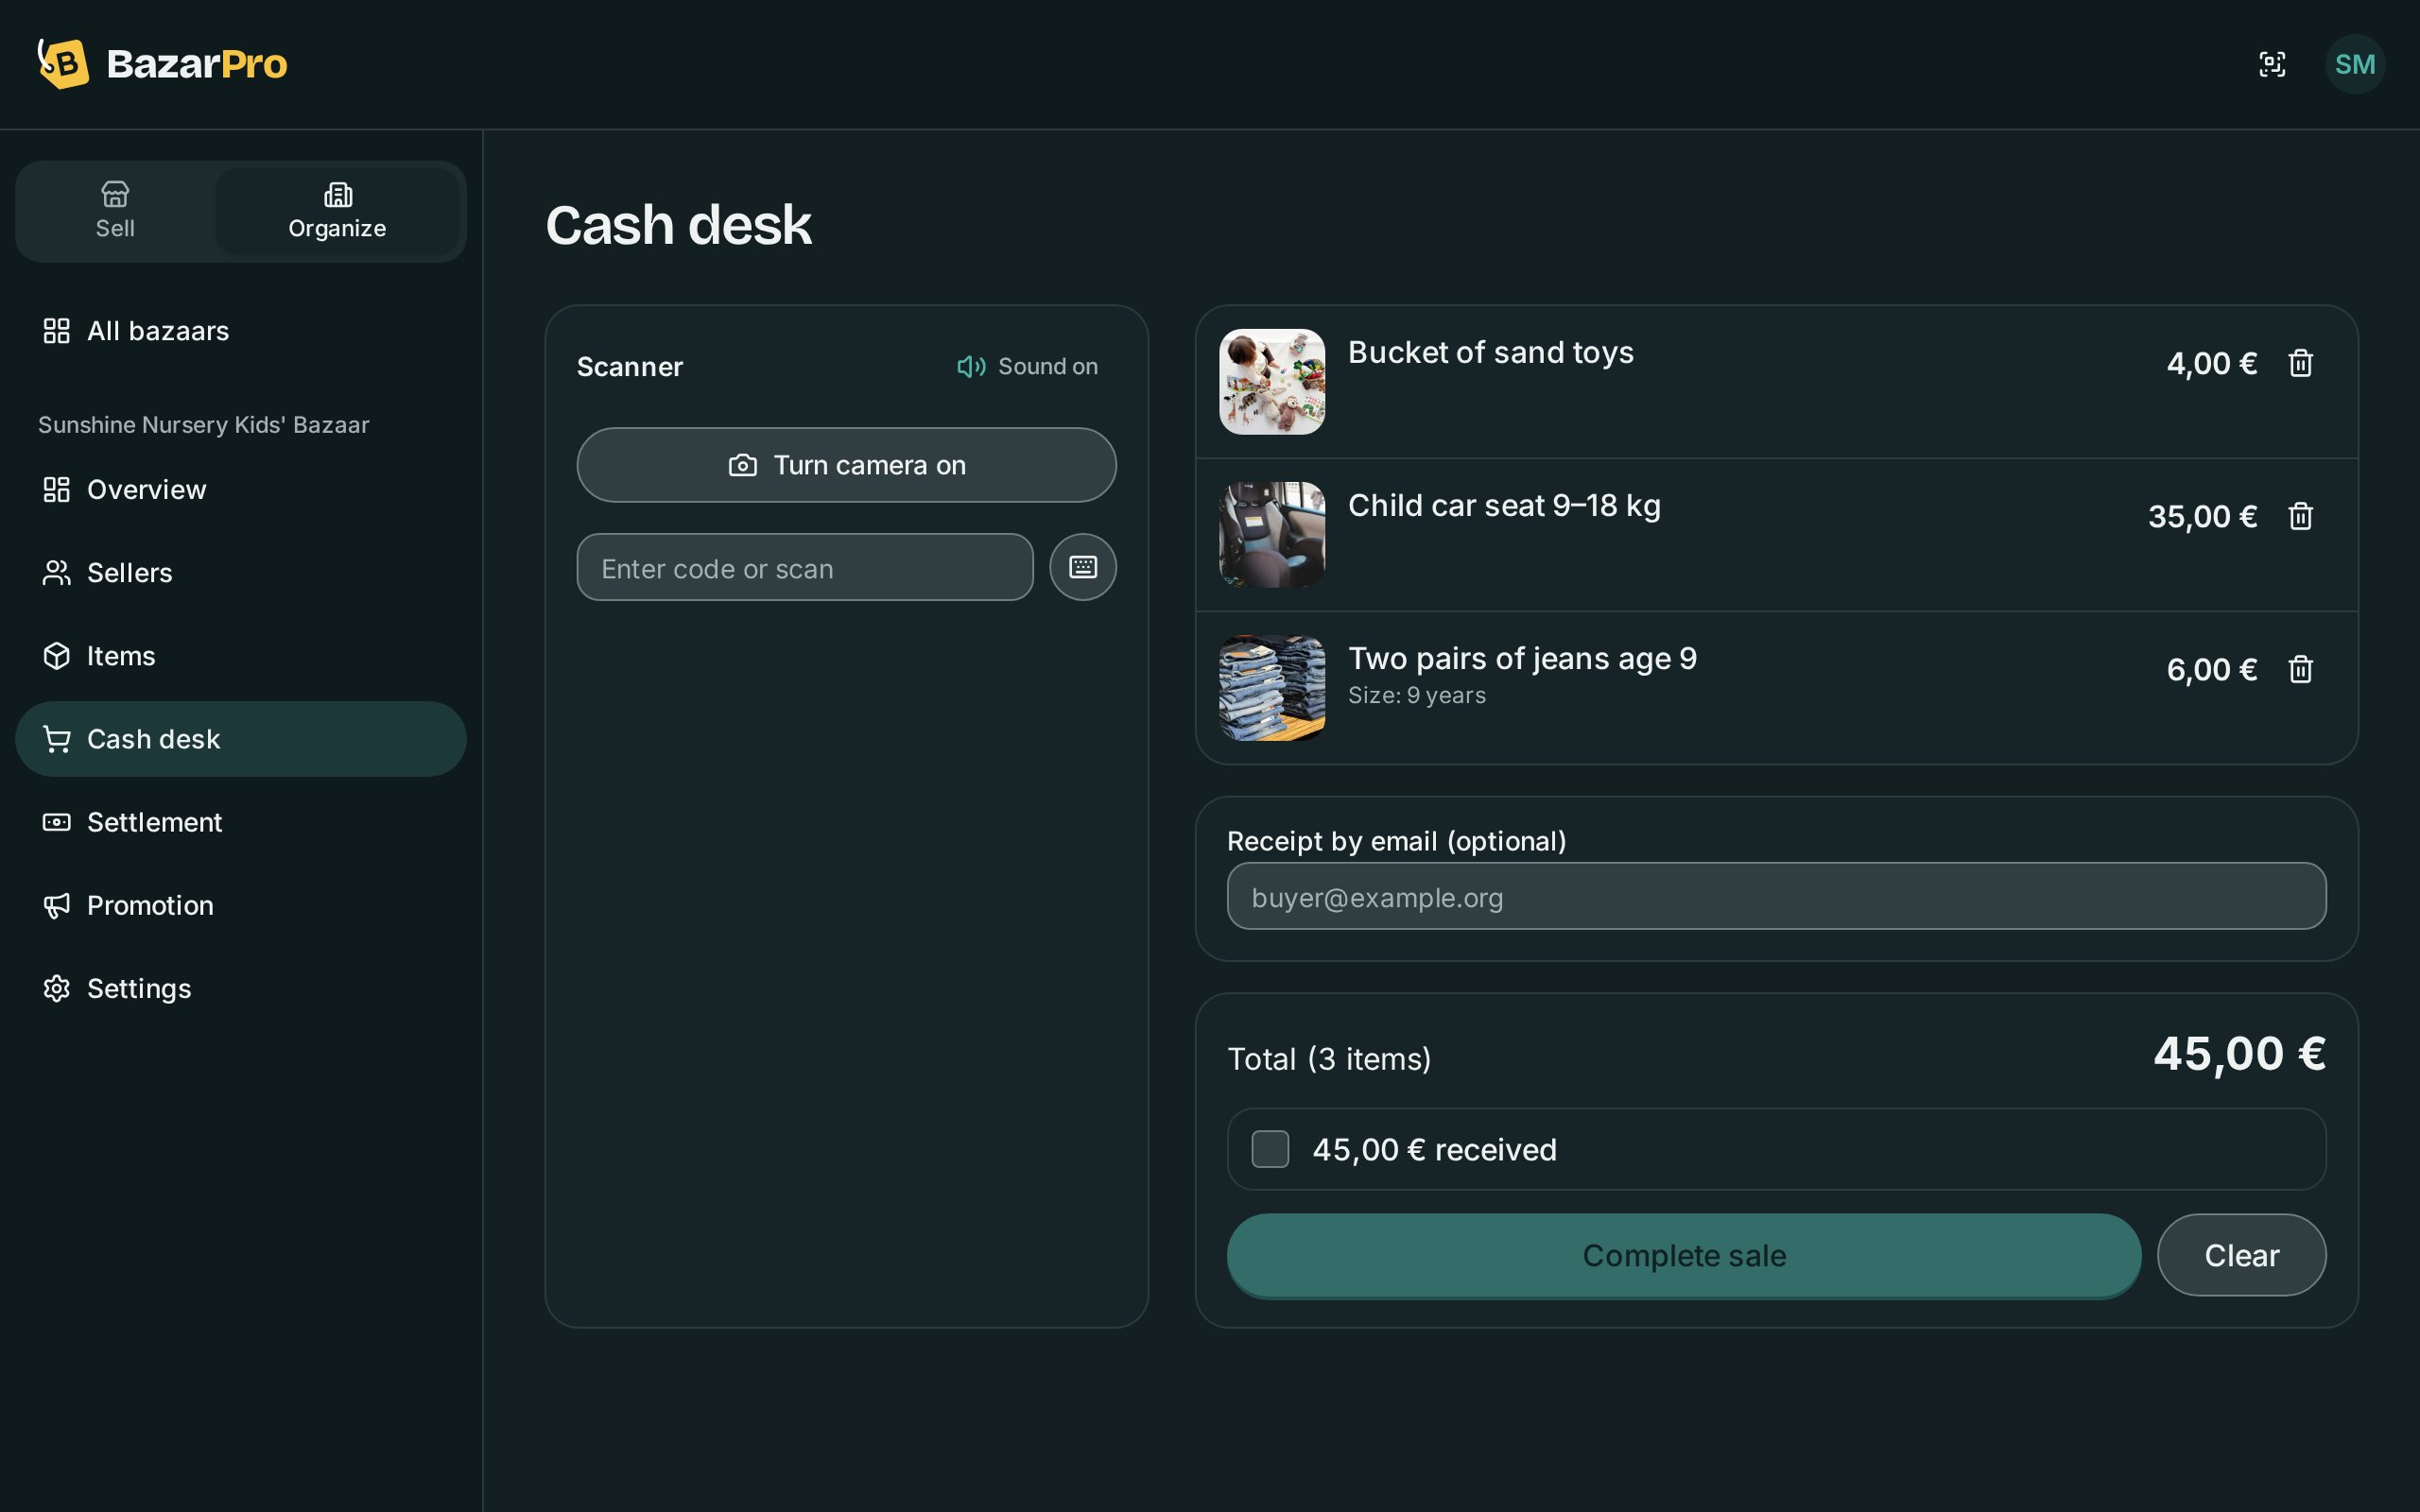 BazarPro
SM
Sell
Organize
All bazaars
Sunshine Nursery Kids' Bazaar
Overview
Sellers
Items
Cash desk
Settlement
Promotion
Settings
Cash desk
Scanner
Sound on
Turn camera on
Enter code or scan
Bucket of sand toys
4,00 €
Child car seat 9–18 kg
35,00 €
Two pairs of jeans age 9
Size: 9 years
6,00 €
Receipt by email (optional)
buyer@example.org
Total (3 items)
45,00 €
45,00 € received
Complete sale
Clear